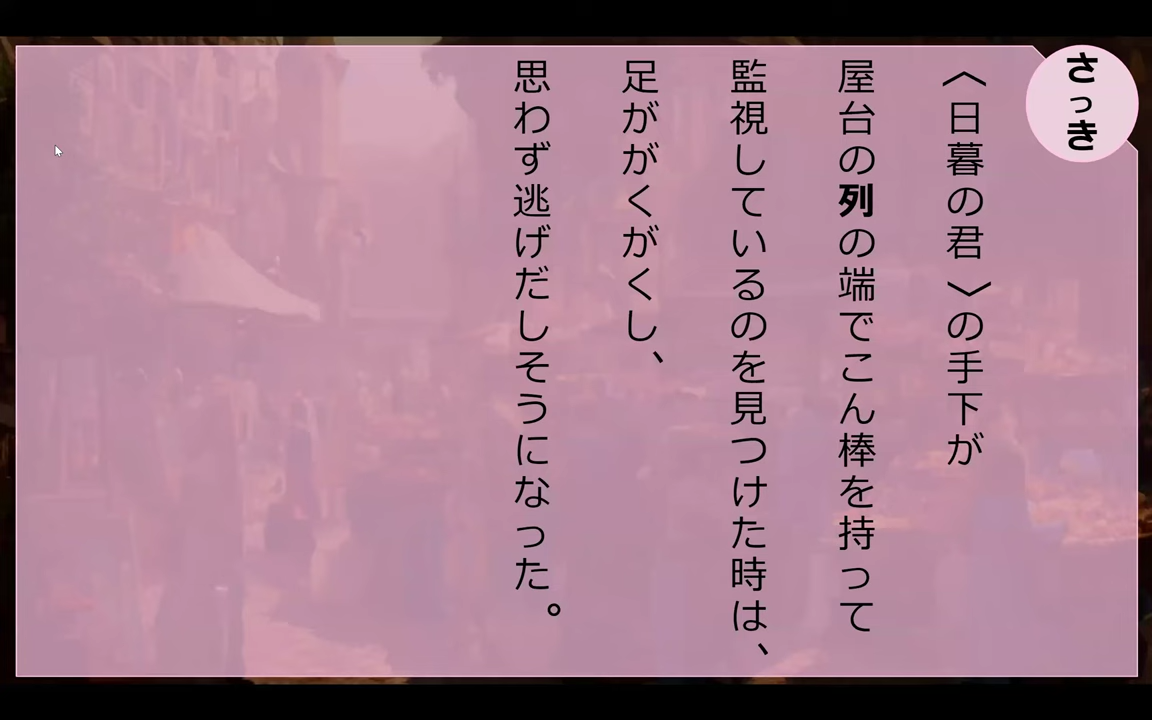 さっき
〈日暮の君〉の手下が
屋台の列の端でこん棒を持って
監視しているのを見つけた時は、
足ががくがくし、
思わず逃げだしそうになった。